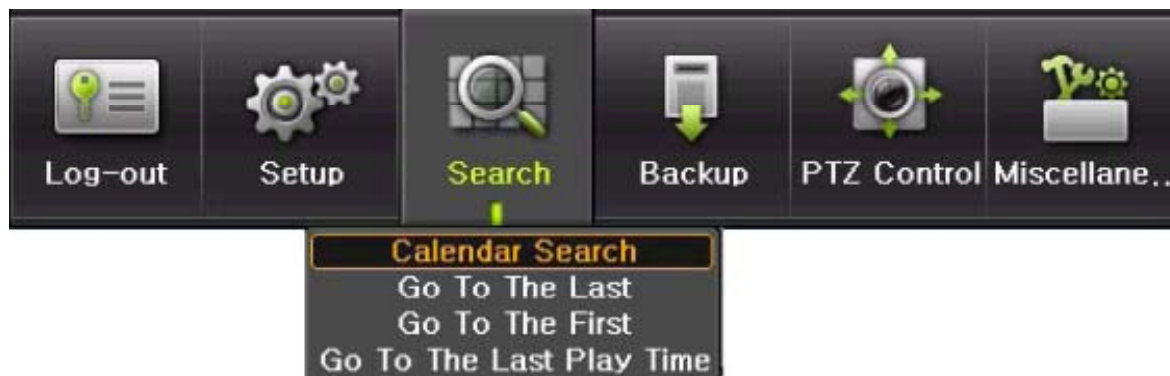 Log-out Setup Search Backup PTZ Control Miscellane..
Calendar Search
Go To The Last
Go To The First
Go To The Last Play Time